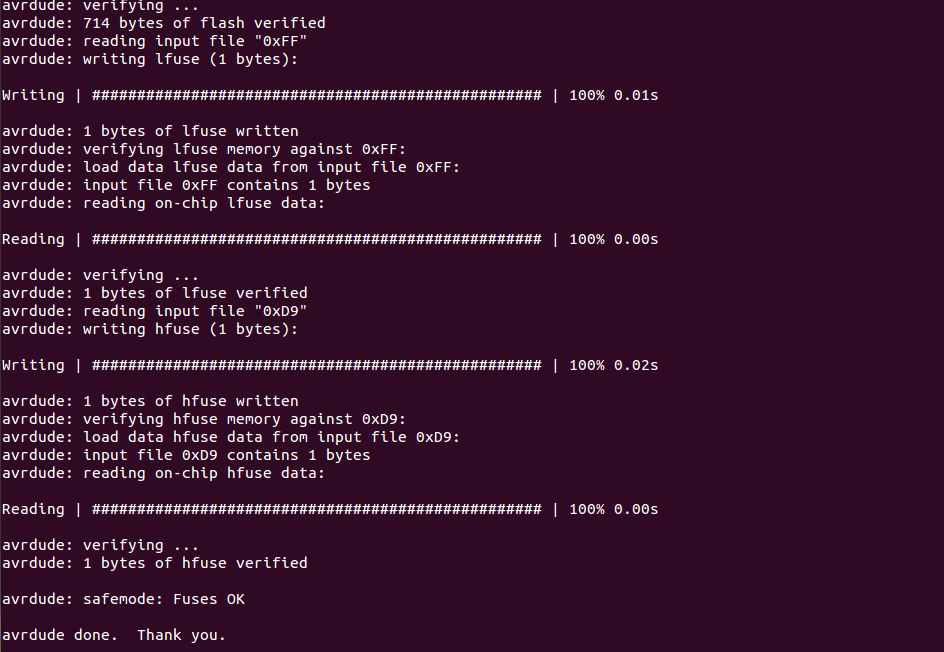 avrdude: verifying ...
avrdude: 714 bytes of flash verified
avrdude: reading input file "0xFF"
avrdude: writing lfuse (1 bytes):
Writing | ################################################## | 100% 0.01s
avrdude: 1 bytes of lfuse written
avrdude: verifying lfuse memory against 0xFF:
avrdude: load data lfuse data from input file 0xFF:
avrdude: input file 0xFF contains 1 bytes
avrdude: reading on-chip lfuse data:
Reading | ################################################## | 100% 0.00s
avrdude: verifying ...
avrdude: 1 bytes of lfuse verified
avrdude: reading input file "0xD9"
avrdude: writing hfuse (1 bytes):
Writing | ################################################## | 100% 0.02s
avrdude: 1 bytes of hfuse written
avrdude: verifying hfuse memory against 0xD9:
avrdude: load data hfuse data from input file 0xD9:
avrdude: input file 0xD9 contains 1 bytes
avrdude: reading on-chip hfuse data:
Reading | ################################################## | 100% 0.00s
avrdude: verifying ...
avrdude: 1 bytes of hfuse verified
avrdude: safemode: Fuses OK
avrdude done.  Thank you.